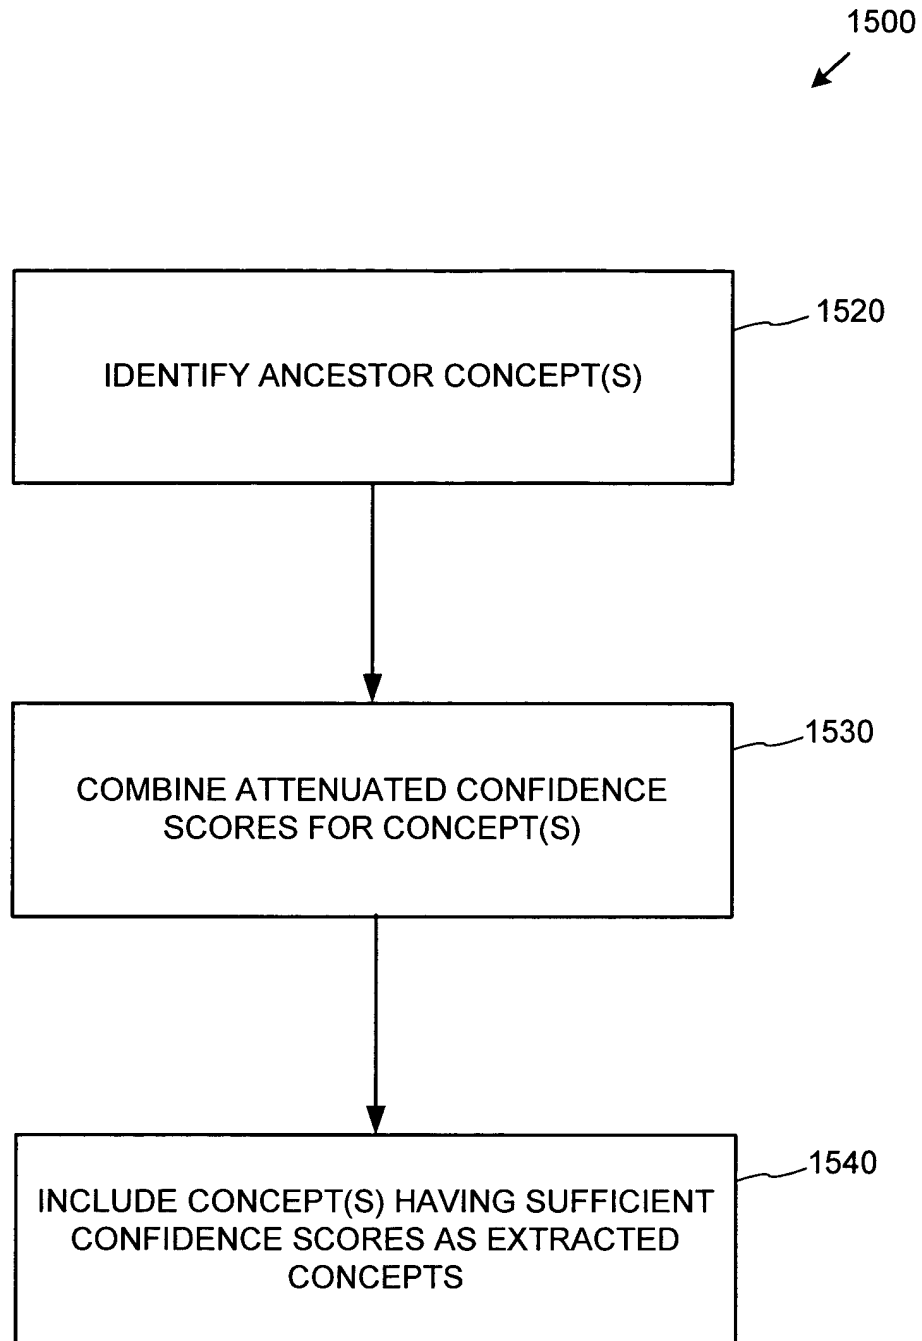 1500
1520
IDENTIFY ANCESTOR CONCEPT(S)
1530
COMBINE ATTENUATED CONFIDENCE
SCORES FOR CONCEPT(S)
1540
INCLUDE CONCEPT(S) HAVING SUFFICIENT
CONFIDENCE SCORES AS EXTRACTED
CONCEPTS